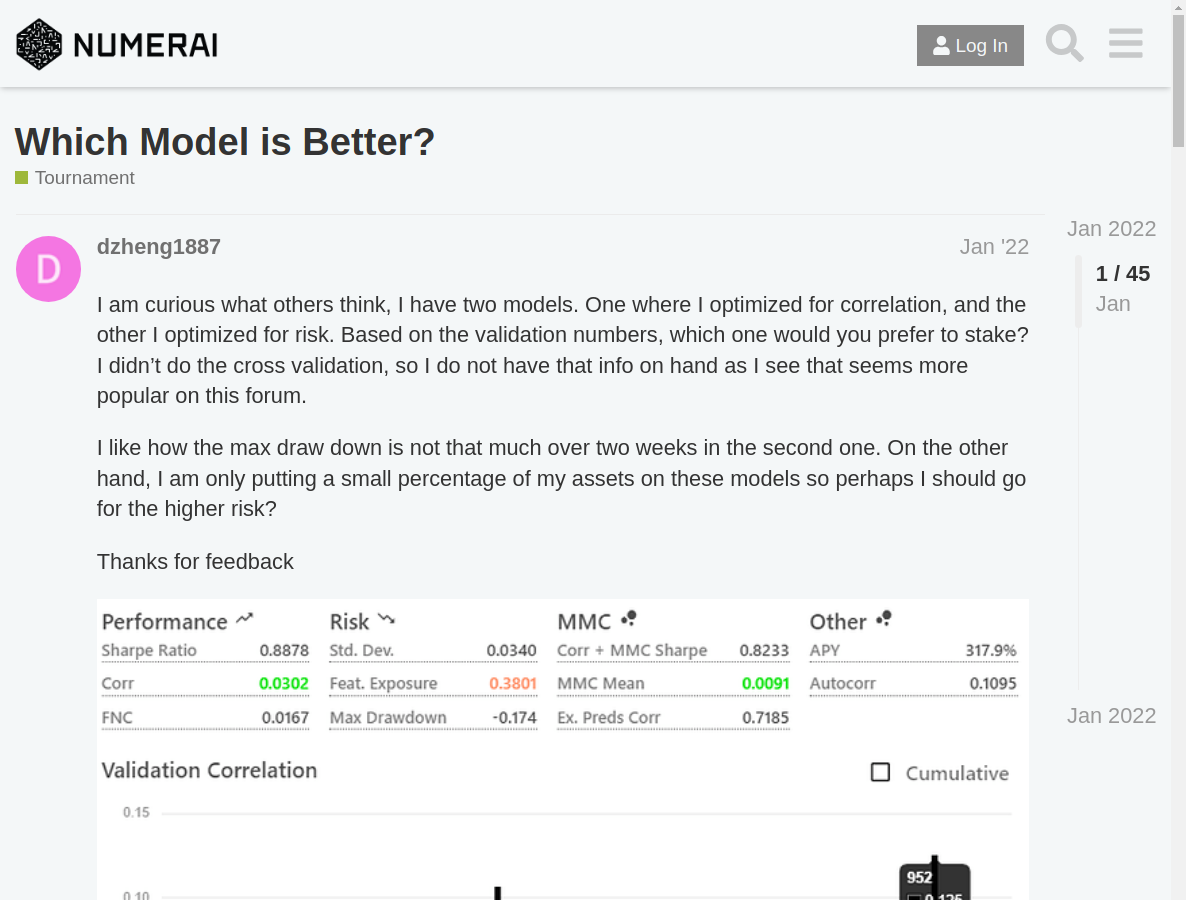 NUMERAI
Log In
Which Model is Better?
Tournament
Jan 2022
dzheng1887
Jan '22
1 / 45
Jan
I am curious what others think, I have two models. One where I optimized for correlation, and the
other I optimized for risk. Based on the validation numbers, which one would you prefer to stake?
I didn’t do the cross validation, so I do not have that info on hand as I see that seems more
popular on this forum.
I like how the max draw down is not that much over two weeks in the second one. On the other
hand, I am only putting a small percentage of my assets on these models so perhaps I should go
for the higher risk?
Thanks for feedback
Performance Risk MMC Other
Sharpe Ratio 0.8878 Std. Dev. 0.0340 Corr + MMC Sharpe 0.8233 APY 317.9%
Corr 0.0302 Feat. Exposure 0.3801 MMC Mean 0.0091 Autocorr 0.1095
FNC 0.0167 Max Drawdown -0.174 Ex. Preds Corr 0.7185
Jan 2022
Validation Correlation
Cumulative
0.15
952
0.10
0.125